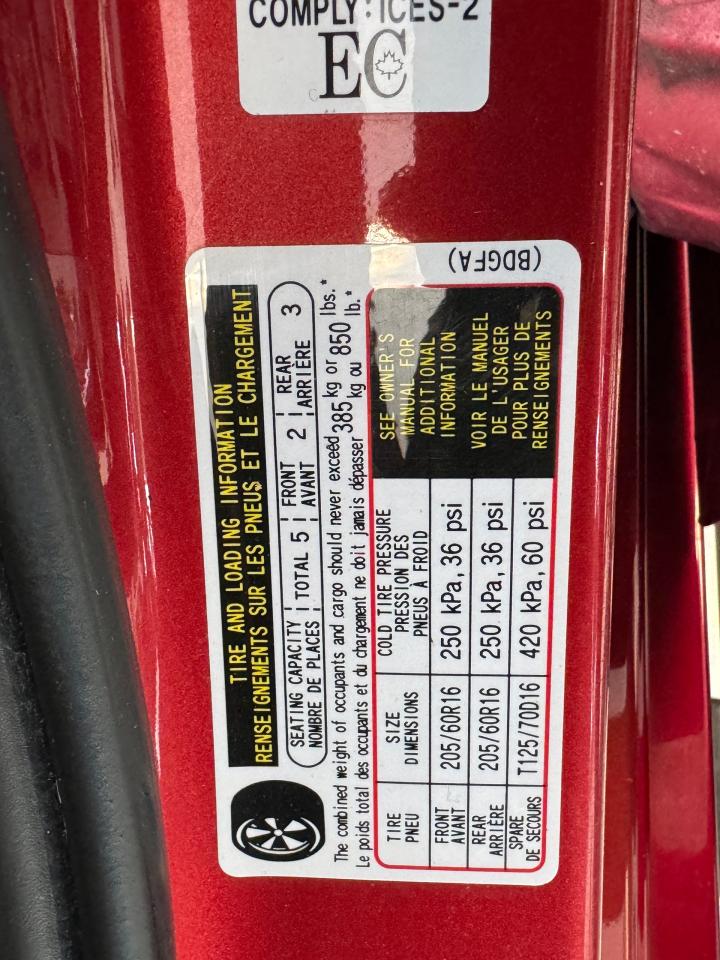 COMPLY:ICES-2
EC
(BDGFA)
TIRE AND LOADING INFORMATION
RENSEIGNEMENTS SUR LES PNEUS ET LE CHARGEMENT
SEATING CAPACITY TOTAL 5 FRONT 2 REAR 3
NOMBRE DE PLACES AVANT ARRIÈRE
The combined weight of occupants and cargo should never exceed 385 kg or 850 lbs.*
Le poids total des occupants et du chargement ne doit jamais dépasser kg ou lb.*
TIRE
PNEU
SIZE
DIMENSIONS
COLD TIRE PRESSURE
PRESSION DES
PNEUS À FROID
SEE OWNER'S
MANUAL FOR
ADDITIONAL
INFORMATION
VOIR LE MANUEL
DE L'USAGER
POUR PLUS DE
RENSEIGNEMENTS
FRONT
AVANT
205/60R16
250 kPa, 36 psi
REAR
ARRIÈRE
205/60R16
250 kPa, 36 psi
SPARE
DE SECOURS
T125/70D16
420 kPa, 60 psi